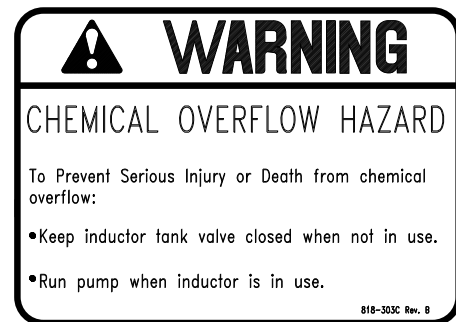 WARNING
CHEMICAL OVERFLOW HAZARD
To Prevent Serious Injury or Death from chemical
overflow:
•Keep inductor tank valve closed when not in use.
•Run pump when inductor is in use.
818-303C Rev. B